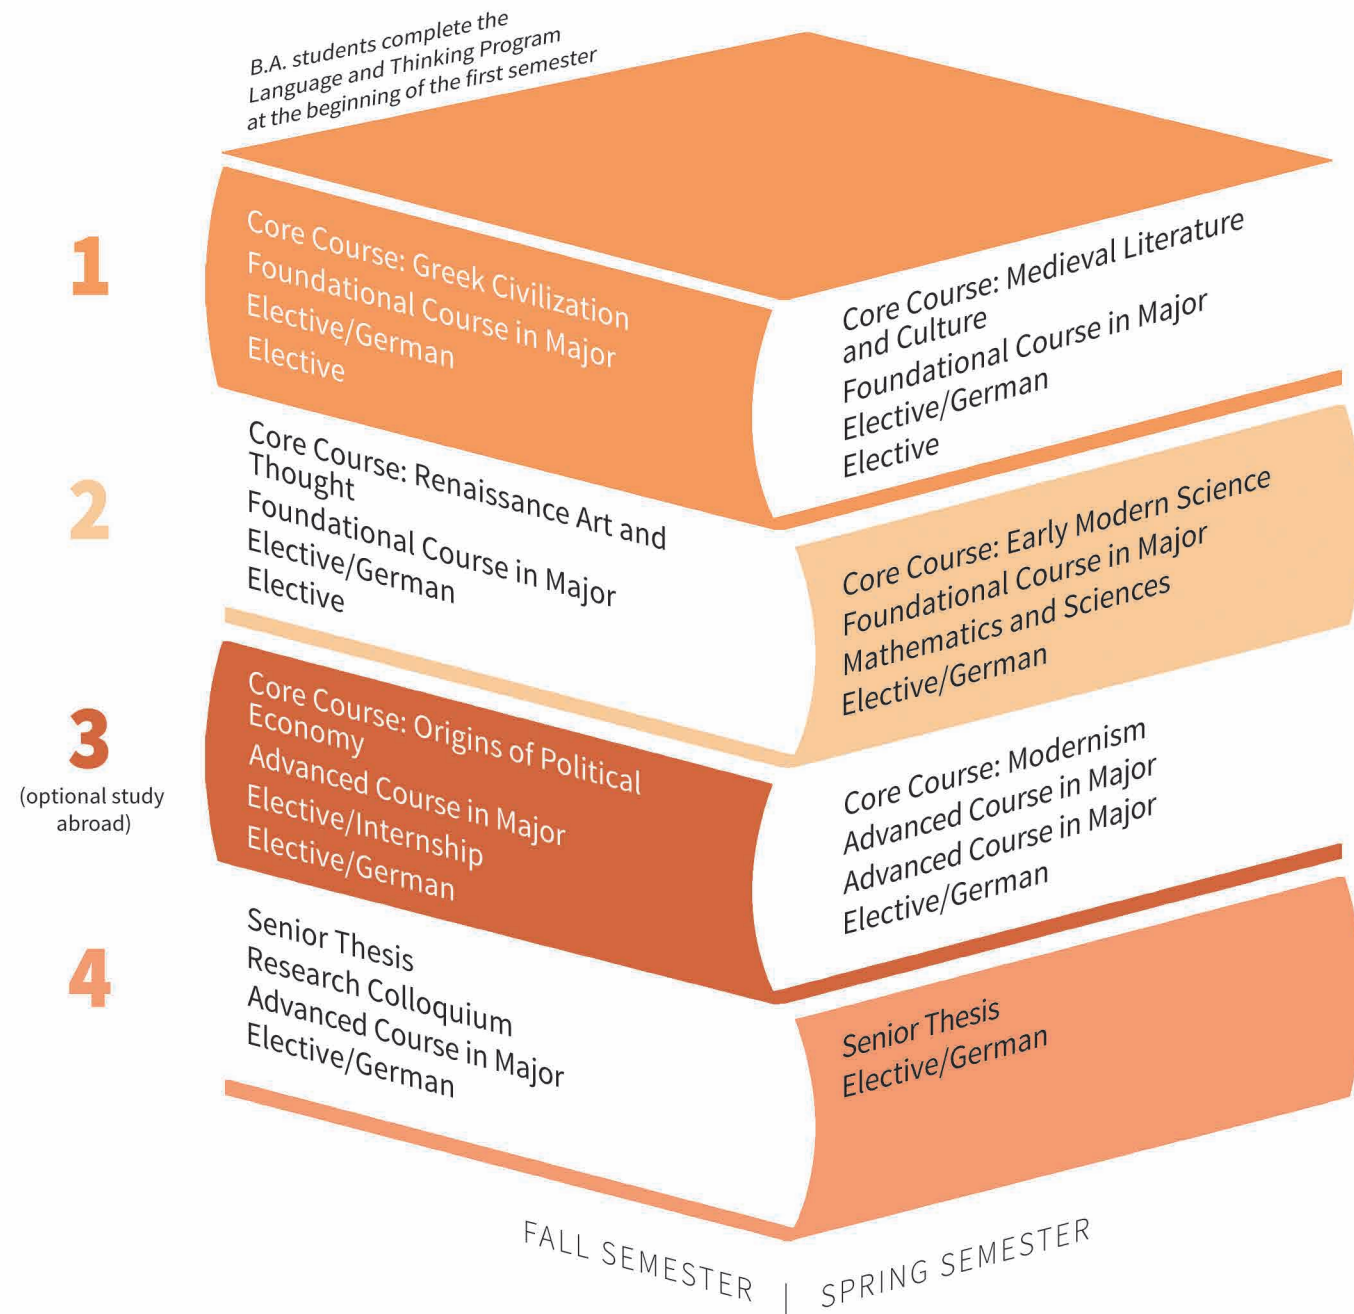 B.A. students complete the
Language and Thinking Program
at the beginning of the first semester
1
Core Course: Greek Civilization
Foundational Course in Major
Elective/German
Elective
Core Course: Medieval Literature
and Culture
Foundational Course in Major
Elective/German
Elective
2
Core Course: Renaissance Art and
Thought
Foundational Course in Major
Elective/German
Elective
Core Course: Early Modern Science
Foundational Course in Major
Mathematics and Sciences
Elective/German
3
(optional study
abroad)
Core Course: Origins of Political
Economy
Advanced Course in Major
Elective/Internship
Elective/German
Core Course: Modernism
Advanced Course in Major
Advanced Course in Major
Elective/German
4
Senior Thesis
Research Colloquium
Advanced Course in Major
Elective/German
Senior Thesis
Elective/German
FALL SEMESTER | SPRING SEMESTER